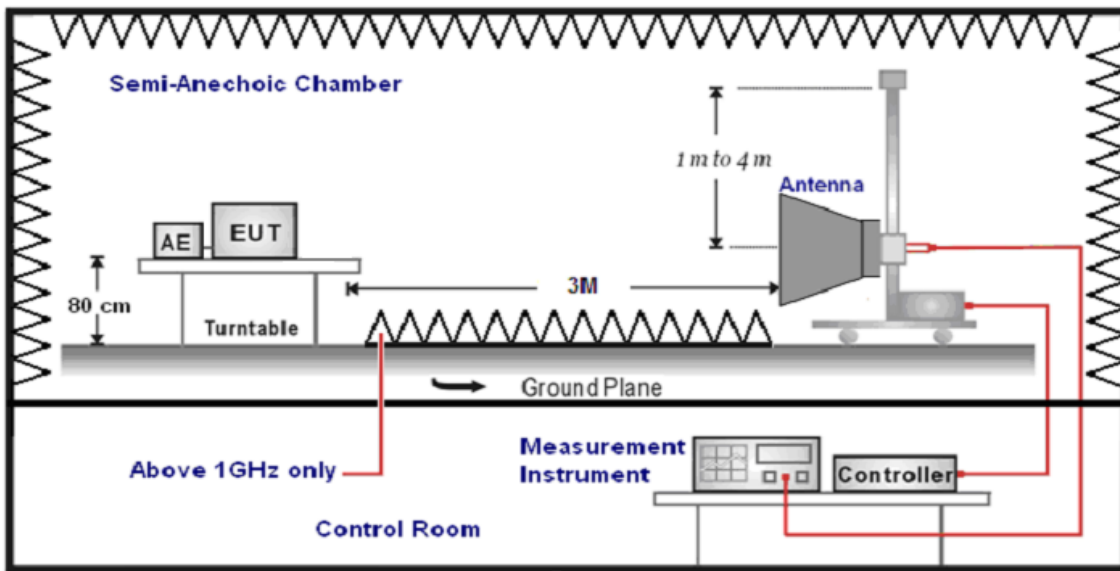 Semi-Anechoic Chamber
1 m to 4 m
Antenna
AE
EUT
80 cm
3M
Turntable
Ground Plane
Above 1GHz only
Measurement
Instrument
Controller
Control Room